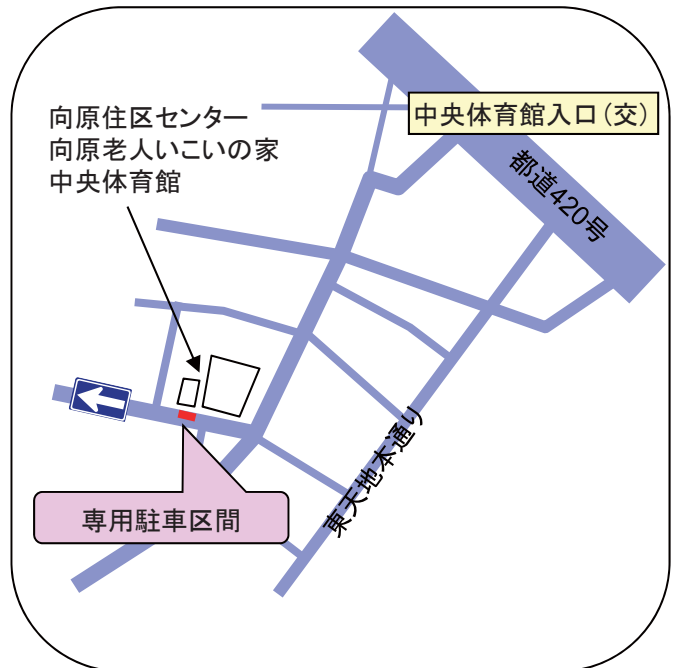 向原住区センター
向原老人いこいの家
中央体育館
中央体育館入口(交)
都道420号
東大地本通り
専用駐車区間